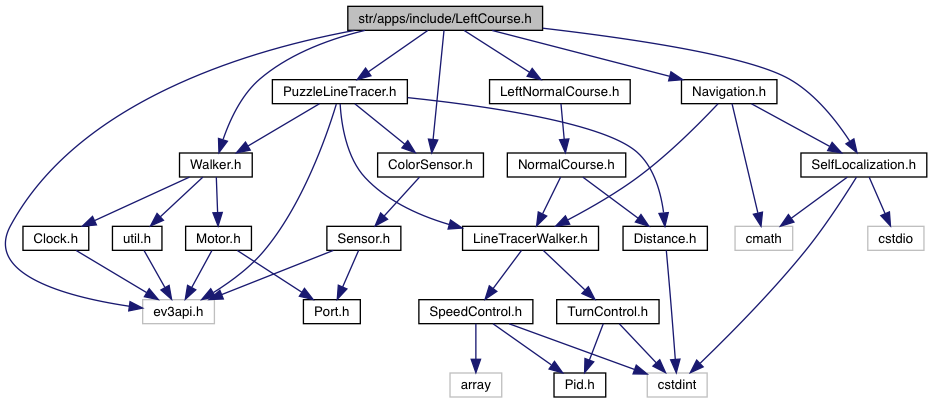 str/apps/include/LeftCourse.h
PuzzleLineTracer.h
LeftNormalCourse.h
Navigation.h
Walker.h
ColorSensor.h
NormalCourse.h
SelfLocalization.h
Clock.h
util.h
Motor.h
Sensor.h
LineTracerWalker.h
Distance.h
cmath
cstdio
ev3api.h
Port.h
SpeedControl.h
TurnControl.h
array
Pid.h
cstdint